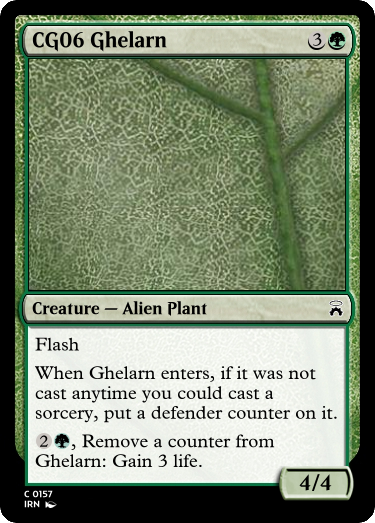 CG06 Ghelarn 3
Creature — Alien Plant
Flash
When Ghelarn enters, if it was not
cast anytime you could cast a
sorcery, put a defender counter on it.
2, Remove a counter from
Ghelarn: Gain 3 life.
4/4
C 0157
IRN